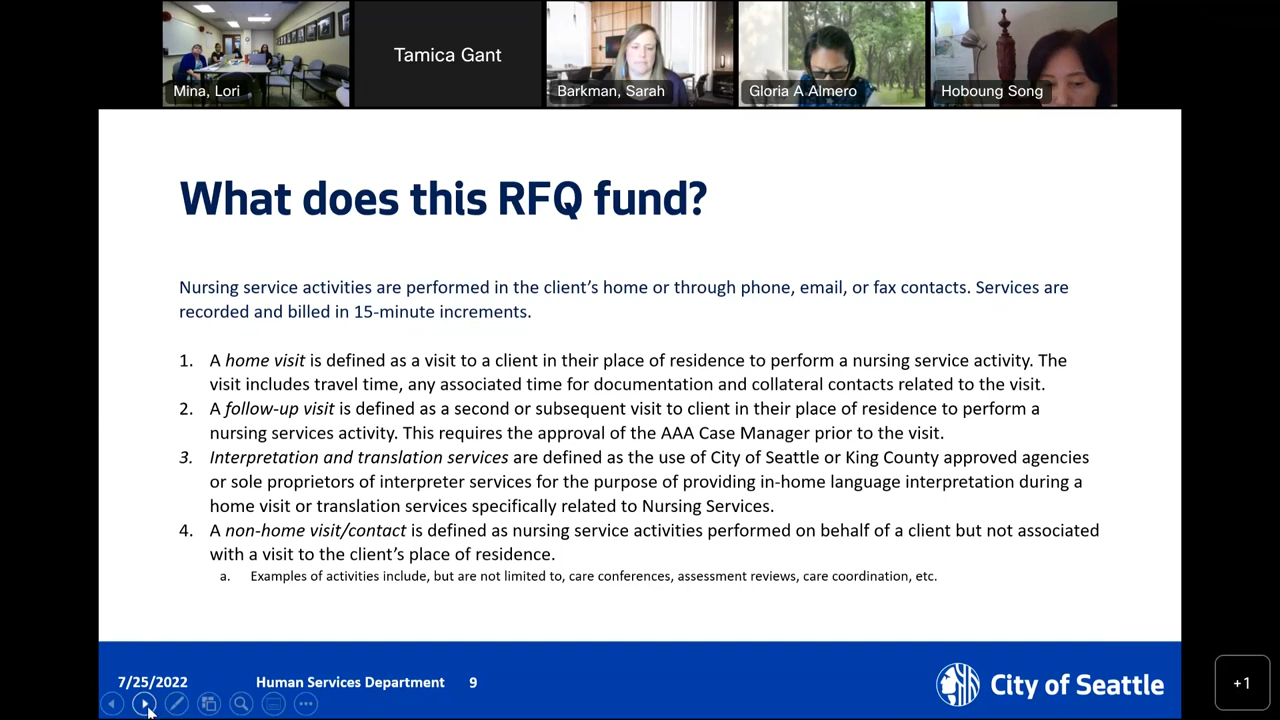 Mina, Lori
Tamica Gant
Barkman, Sarah
Gloria A Almero
Hoboung Song
What does this RFQ fund?
Nursing service activities are performed in the client’s home or through phone, email, or fax contacts. Services are
recorded and billed in 15-minute increments.
1. A home visit is defined as a visit to a client in their place of residence to perform a nursing service activity. The
visit includes travel time, any associated time for documentation and collateral contacts related to the visit.
2. A follow-up visit is defined as a second or subsequent visit to client in their place of residence to perform a
nursing services activity. This requires the approval of the AAA Case Manager prior to the visit.
3. Interpretation and translation services are defined as the use of City of Seattle or King County approved agencies
or sole proprietors of interpreter services for the purpose of providing in-home language interpretation during a
home visit or translation services specifically related to Nursing Services.
4. A non-home visit/contact is defined as nursing service activities performed on behalf of a client but not associated
with a visit to the client’s place of residence.
a. Examples of activities include, but are not limited to, care conferences, assessment reviews, care coordination, etc.
7/25/2022
Human Services Department
9
City of Seattle
+1